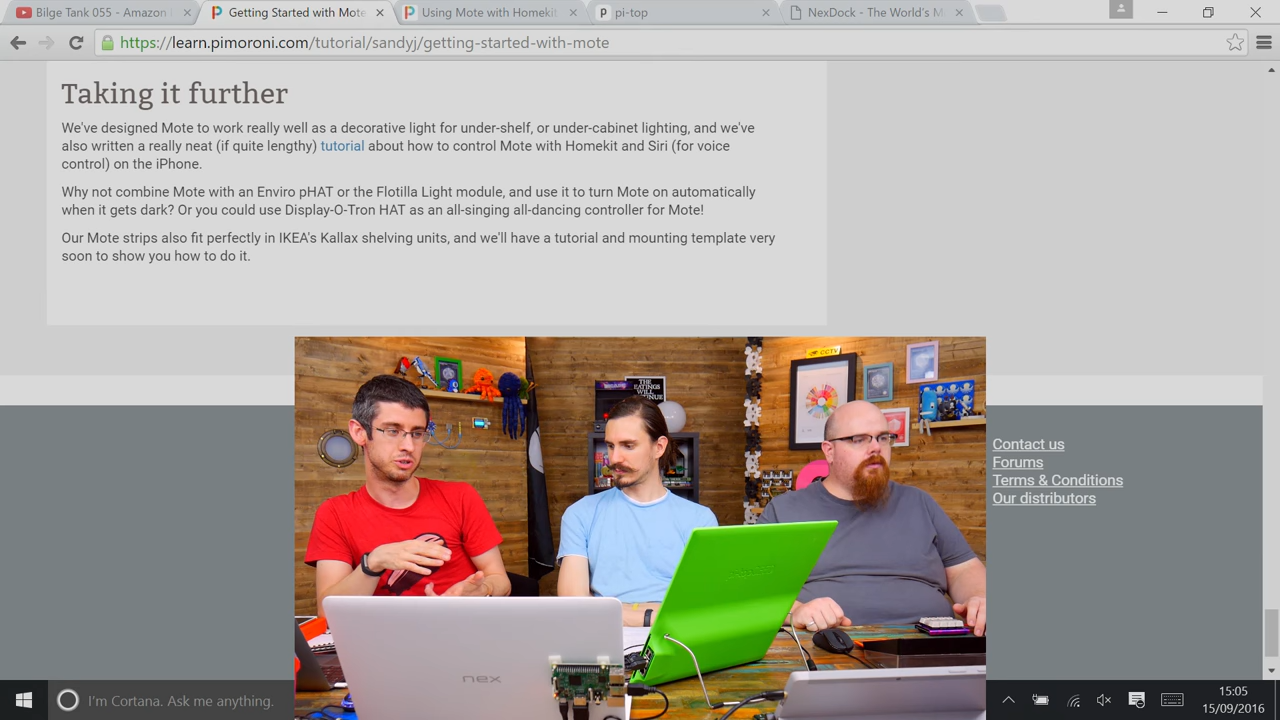 Bilge Tank 055 - Amazon
Getting Started with Mote
Using Mote with Homekit
pi-top
NexDock - The World's M
https://learn.pimoroni.com/tutorial/sandyj/getting-started-with-mote
Taking it further
We've designed Mote to work really well as a decorative light for under-shelf, or under-cabinet lighting, and we've
also written a really neat (if quite lengthy) tutorial about how to control Mote with Homekit and Siri (for voice
control) on the iPhone.
Why not combine Mote with an Enviro pHAT or the Flotilla Light module, and use it to turn Mote on automatically
when it gets dark? Or you could use Display-O-Tron HAT as an all-singing all-dancing controller for Mote!
Our Mote strips also fit perfectly in IKEA's Kallax shelving units, and we'll have a tutorial and mounting template very
soon to show you how to do it.
CCTV
THE
EATINGS
WILL
Contact us
Forums
Terms & Conditions
Our distributors
nex
I'm Cortana. Ask me anything.
15:05
15/09/2016